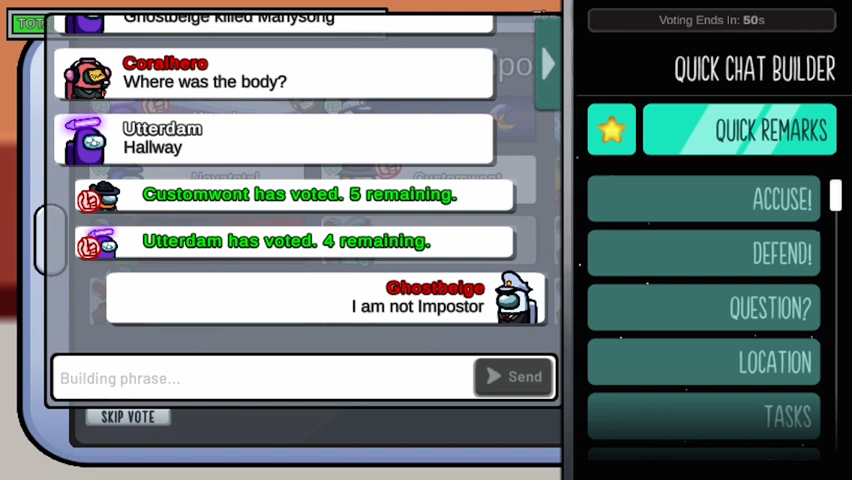 TOT
Ghostbeige killed Manysong
Coralhero
Where was the body?
Utterdam
Hallway
Customwont has voted. 5 remaining.
Utterdam has voted. 4 remaining.
Ghostbeige
I am not Impostor
Building phrase...
Send
SKIP VOTE
Voting Ends In: 50s
QUICK CHAT BUILDER
QUICK REMARKS
ACCUSE!
DEFEND!
QUESTION?
LOCATION
TASKS